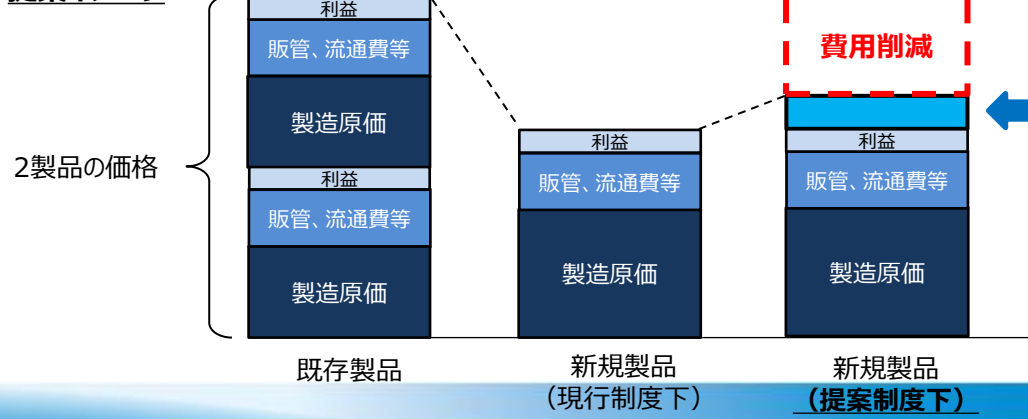 利益
販管、流通費等
製造原価
利益
販管、流通費等
製造原価
2製品の価格
既存製品
利益
販管、流通費等
製造原価
新規製品
（現行制度下）
費用削減
利益
販管、流通費等
製造原価
新規製品
（提案制度下）